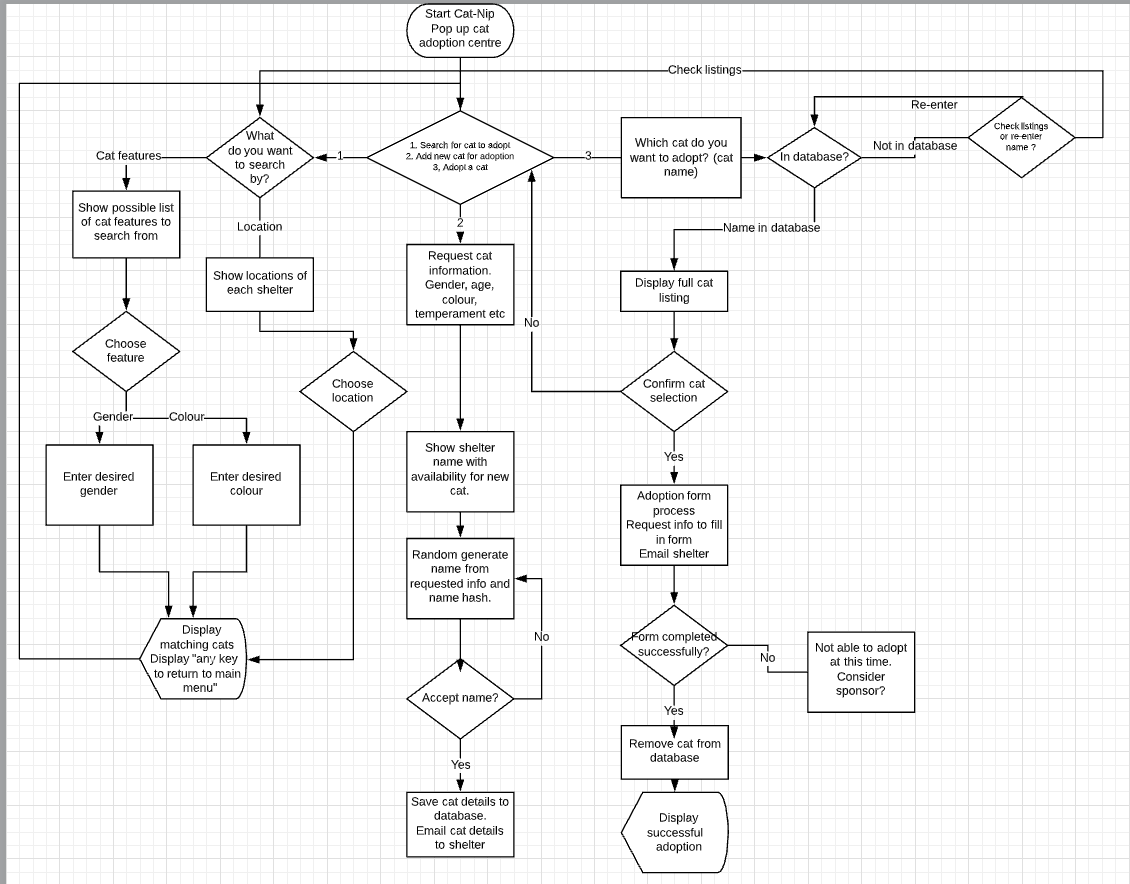 Start Cat-Nip
Pop up cat
adoption centre
Check listings
What
do you want
to search
by?
Cat features
1
1, Search for cat to adopt
2. Add new cat for adoption
3, Adopt a cat
3
Which cat do you
want to adopt? (cat
name)
In database?
Re-enter
Not in database
Check listings
or re-enter
name ?
Show possible list
of cat features to
search from
Location
2
Name in database
Show locations of
each shelter
Request cat
information.
Gender, age,
colour,
temperament etc
Display full cat
listing
No
Choose
feature
Choose
location
Confirm cat
selection
Gender
Colour
Enter desired
gender
Enter desired
colour
Show shelter
name with
availability for new
cat.
Yes
Adoption form
process
Request info to fill
in form
Email shelter
Random generate
name from
requested info and
name hash.
No
Display
matching cats
Display "any key
to return to main
menu"
Form completed
successfully?
No
Not able to adopt
at this time.
Consider
sponsor?
Accept name?
Yes
Remove cat from
database
Yes
Save cat details to
database.
Email cat details
to shelter
Display
successful
adoption